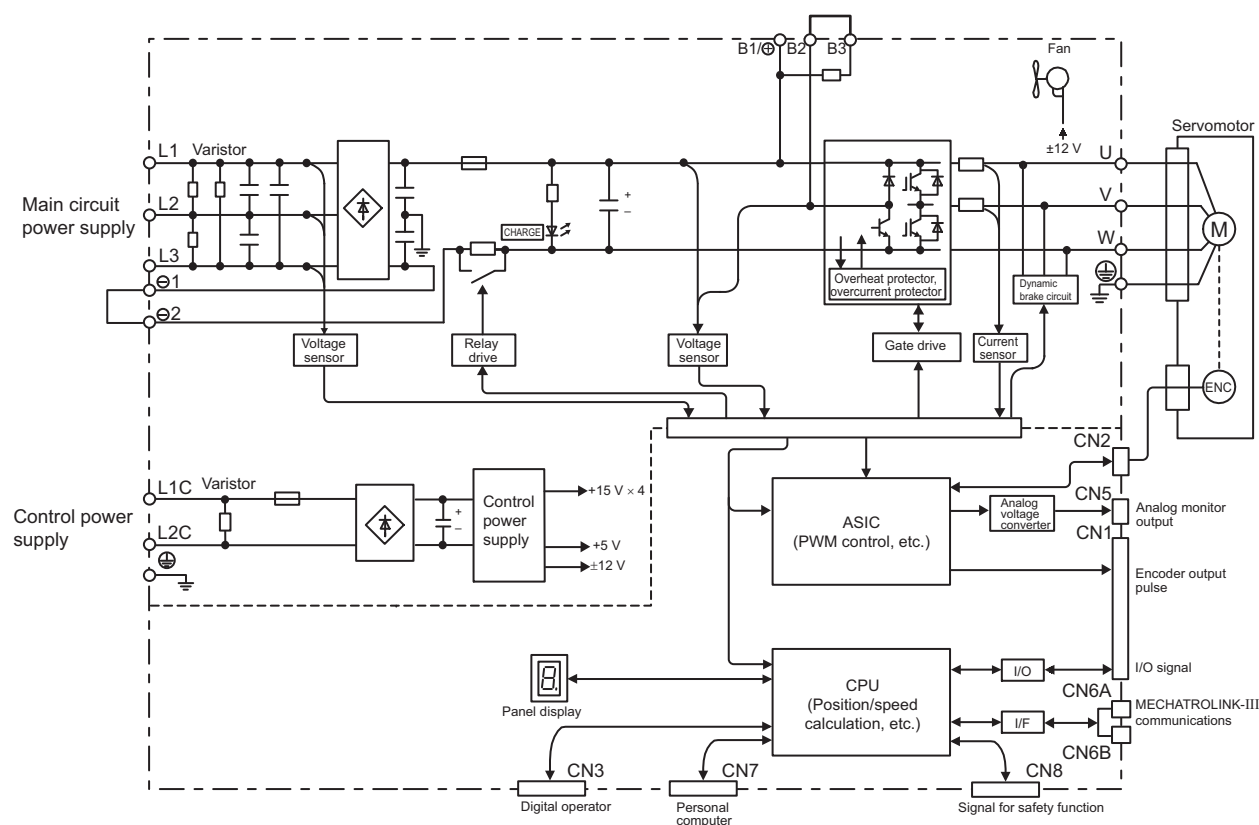 B1/⊕
B2
B3
Fan
±12 V
Servomotor
L1
Varistor
U
Main circuit
power supply
L2
V
CHARGE
+
–
M
W
L3
⊖1
⊖2
Overheat protector,
overcurrent protector
Dynamic
brake circuit
Voltage
sensor
Relay
drive
Voltage
sensor
Gate drive
Current
sensor
ENC
CN2
L1C
Varistor
Control power
supply
L2C
+
–
Control
power
supply
+15 V × 4
+5 V
±12 V
ASIC
(PWM control, etc.)
Analog
voltage
converter
CN5
Analog monitor
output
CN1
Encoder output
pulse
8.
Panel display
CPU
(Position/speed
calculation, etc.)
I/O
I/O signal
CN6A
I/F
MECHATROLINK-III
communications
CN6B
CN3
Digital operator
CN7
Personal
computer
CN8
Signal for safety function